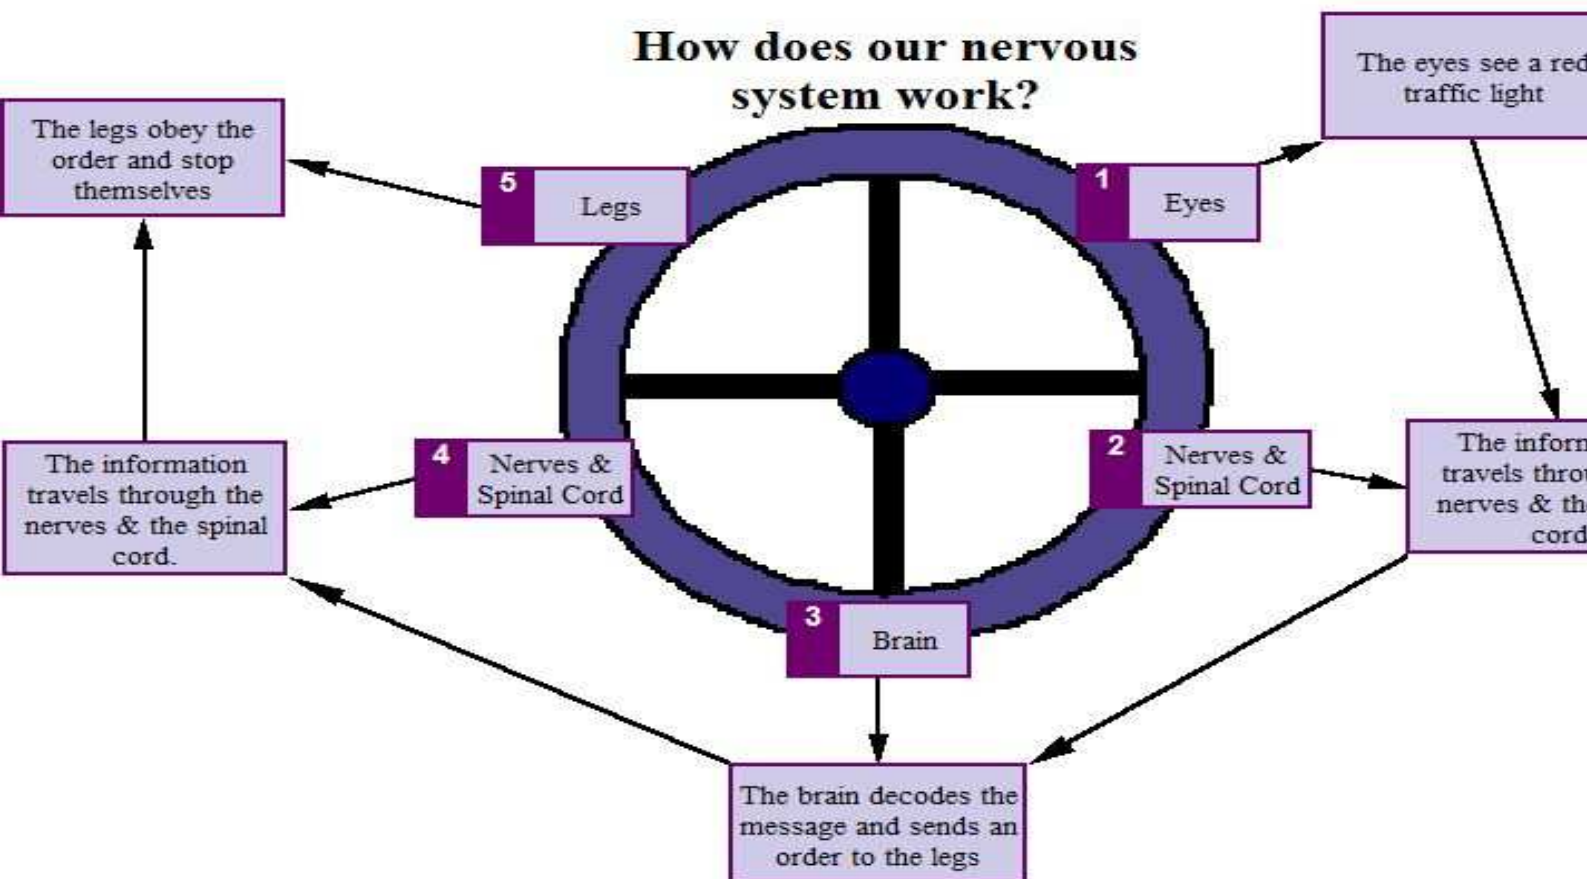 How does our nervous
system work?
The eyes see a red
traffic light
1
Eyes
The legs obey the
order and stop
themselves
5
Legs
2
Nerves &
Spinal Cord
travels
nerves &
cord
4
Nerves &
Spinal Cord
The information
travels through the
nerves & the spinal
cord.
3
Brain
The brain decodes the
message and sends an
order to the legs